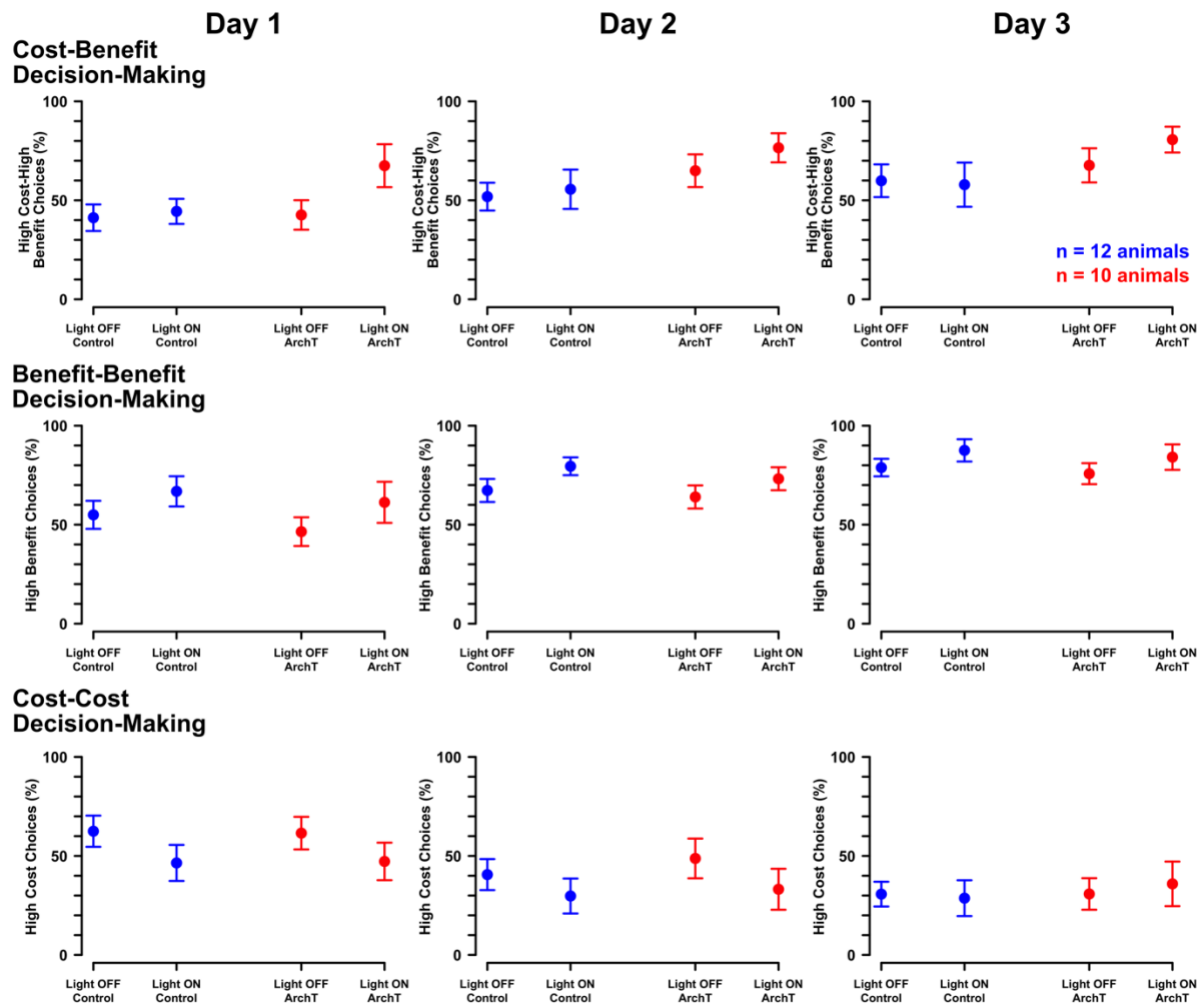 Day 1
Day 2
Day 3
Cost-Benefit
Decision-Making
High Cost-High
Benefit Choices (%)
100
50
0
Light OFF
Control
Light ON
Control
Light OFF
ArchT
Light ON
ArchT
High Cost-High
Benefit Choices (%)
100
50
0
Light OFF
Control
Light ON
Control
Light OFF
ArchT
Light ON
ArchT
High Cost-High
Benefit Choices (%)
100
50
0
n = 12 animals
n = 10 animals
Light OFF
Control
Light ON
Control
Light OFF
ArchT
Light ON
ArchT
Benefit-Benefit
Decision-Making
High Benefit Choices (%)
100
50
0
Light OFF
Control
Light ON
Control
Light OFF
ArchT
Light ON
ArchT
High Benefit Choices (%)
100
50
0
Light OFF
Control
Light ON
Control
Light OFF
ArchT
Light ON
ArchT
High Benefit Choices (%)
100
50
0
Light OFF
Control
Light ON
Control
Light OFF
ArchT
Light ON
ArchT
Cost-Cost
Decision-Making
High Cost Choices (%)
100
50
0
Light OFF
Control
Light ON
Control
Light OFF
ArchT
Light ON
ArchT
High Cost Choices (%)
100
50
0
Light OFF
Control
Light ON
Control
Light OFF
ArchT
Light ON
ArchT
High Cost Choices (%)
100
50
0
Light OFF
Control
Light ON
Control
Light OFF
ArchT
Light ON
ArchT